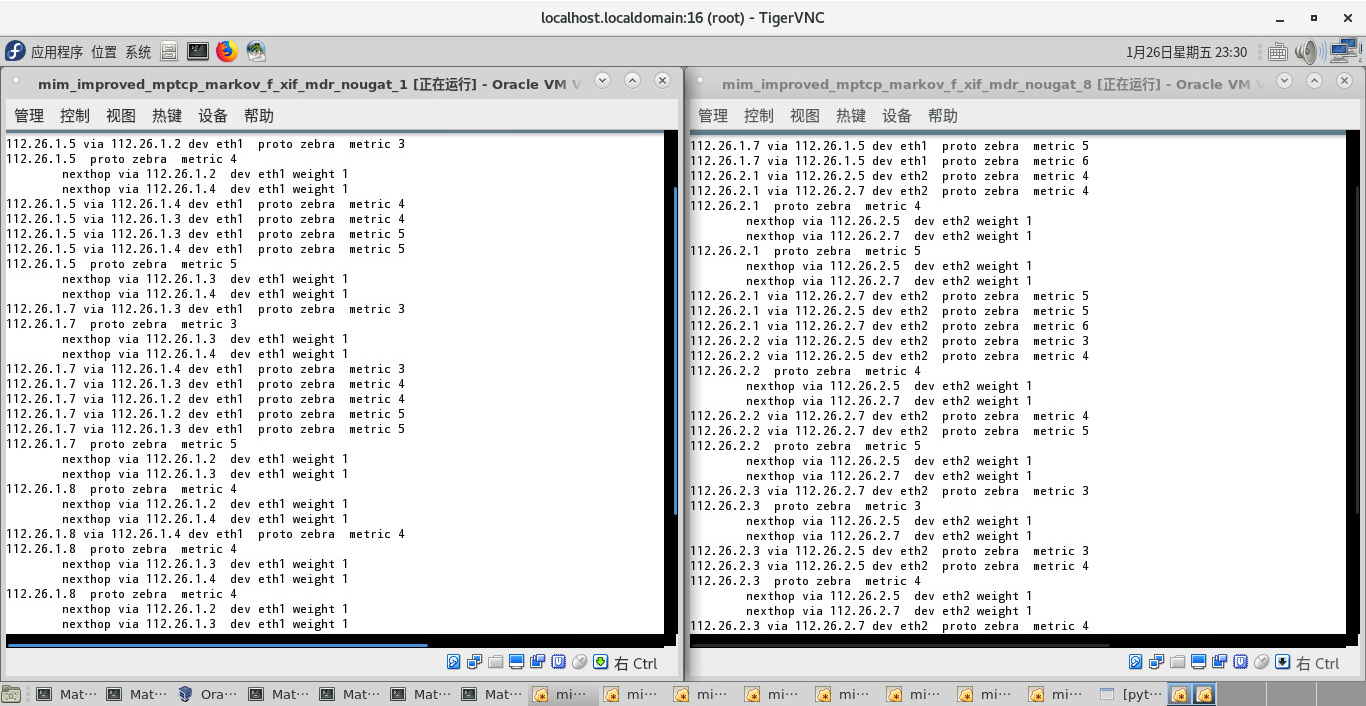 localhost.localdomain:16 (root) - TigerVNC
应用程序 位置 系统
1月26日星期五 23:30
mim_improved_mptcp_markov_f_xif_mdr_nougat_1 [正在运行] - Oracle VM V
管理 控制 视图 热键 设备 帮助
112.26.1.5 via 112.26.1.2 dev eth1  proto zebra  metric 3
112.26.1.5  proto zebra  metric 4
nexthop via 112.26.1.2  dev eth1 weight 1
nexthop via 112.26.1.4  dev eth1 weight 1
112.26.1.5 via 112.26.1.4 dev eth1  proto zebra  metric 4
112.26.1.5 via 112.26.1.3 dev eth1  proto zebra  metric 4
112.26.1.5 via 112.26.1.3 dev eth1  proto zebra  metric 5
112.26.1.5 via 112.26.1.4 dev eth1  proto zebra  metric 5
112.26.1.5  proto zebra  metric 5
nexthop via 112.26.1.3  dev eth1 weight 1
nexthop via 112.26.1.4  dev eth1 weight 1
112.26.1.7 via 112.26.1.3 dev eth1  proto zebra  metric 3
112.26.1.7  proto zebra  metric 3
nexthop via 112.26.1.3  dev eth1 weight 1
nexthop via 112.26.1.4  dev eth1 weight 1
112.26.1.7 via 112.26.1.4 dev eth1  proto zebra  metric 3
112.26.1.7 via 112.26.1.3 dev eth1  proto zebra  metric 4
112.26.1.7 via 112.26.1.2 dev eth1  proto zebra  metric 4
112.26.1.7 via 112.26.1.2 dev eth1  proto zebra  metric 5
112.26.1.7 via 112.26.1.3 dev eth1  proto zebra  metric 5
112.26.1.7  proto zebra  metric 5
nexthop via 112.26.1.2  dev eth1 weight 1
nexthop via 112.26.1.3  dev eth1 weight 1
112.26.1.8  proto zebra  metric 4
nexthop via 112.26.1.2  dev eth1 weight 1
nexthop via 112.26.1.4  dev eth1 weight 1
112.26.1.8 via 112.26.1.4 dev eth1  proto zebra  metric 4
112.26.1.8  proto zebra  metric 4
nexthop via 112.26.1.3  dev eth1 weight 1
nexthop via 112.26.1.4  dev eth1 weight 1
112.26.1.8  proto zebra  metric 4
nexthop via 112.26.1.2  dev eth1 weight 1
nexthop via 112.26.1.3  dev eth1 weight 1
右 Ctrl
mim_improved_mptcp_markov_f_xif_mdr_nougat_8 [正在运行] - Oracle VM V
管理 控制 视图 热键 设备 帮助
112.26.1.7 via 112.26.1.5 dev eth1  proto zebra  metric 5
112.26.1.7 via 112.26.1.5 dev eth1  proto zebra  metric 6
112.26.2.1 via 112.26.2.5 dev eth2  proto zebra  metric 4
112.26.2.1 via 112.26.2.7 dev eth2  proto zebra  metric 4
112.26.2.1  proto zebra  metric 4
nexthop via 112.26.2.5  dev eth2 weight 1
nexthop via 112.26.2.7  dev eth2 weight 1
112.26.2.1  proto zebra  metric 5
nexthop via 112.26.2.5  dev eth2 weight 1
nexthop via 112.26.2.7  dev eth2 weight 1
112.26.2.1 via 112.26.2.7 dev eth2  proto zebra  metric 5
112.26.2.1 via 112.26.2.5 dev eth2  proto zebra  metric 5
112.26.2.1 via 112.26.2.7 dev eth2  proto zebra  metric 6
112.26.2.2 via 112.26.2.5 dev eth2  proto zebra  metric 3
112.26.2.2 via 112.26.2.5 dev eth2  proto zebra  metric 4
112.26.2.2  proto zebra  metric 4
nexthop via 112.26.2.5  dev eth2 weight 1
nexthop via 112.26.2.7  dev eth2 weight 1
112.26.2.2 via 112.26.2.7 dev eth2  proto zebra  metric 4
112.26.2.2 via 112.26.2.7 dev eth2  proto zebra  metric 5
112.26.2.2  proto zebra  metric 5
nexthop via 112.26.2.5  dev eth2 weight 1
nexthop via 112.26.2.7  dev eth2 weight 1
112.26.2.3 via 112.26.2.7 dev eth2  proto zebra  metric 3
112.26.2.3  proto zebra  metric 3
nexthop via 112.26.2.5  dev eth2 weight 1
nexthop via 112.26.2.7  dev eth2 weight 1
112.26.2.3 via 112.26.2.5 dev eth2  proto zebra  metric 3
112.26.2.3 via 112.26.2.5 dev eth2  proto zebra  metric 4
112.26.2.3  proto zebra  metric 4
nexthop via 112.26.2.5  dev eth2 weight 1
nexthop via 112.26.2.7  dev eth2 weight 1
112.26.2.3 via 112.26.2.7 dev eth2  proto zebra  metric 4
右 Ctrl
Mat··· Mat··· Ora··· Mat··· Mat··· Mat··· Mat··· mi··· mi··· mi··· mi··· mi··· mi··· mi··· mi··· [pyt···